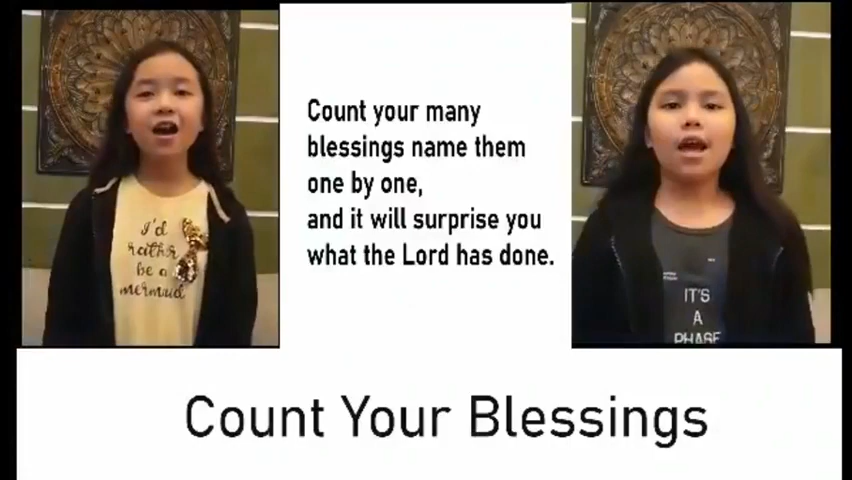 I'd
rather
be a
mermaid
Count your many
blessings name them
one by one,
and it will surprise you
what the Lord has done.
IT'S
A
PHASE
Count Your Blessings